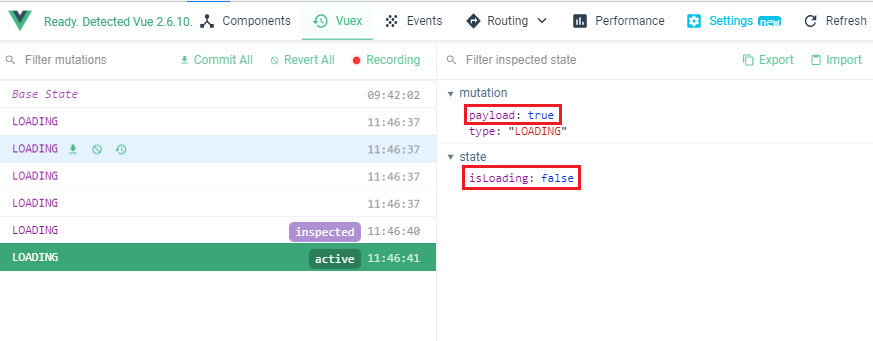 Ready. Detected Vue 2.6.10. Components Vuex Events Routing Performance Settings new Refresh
Filter mutations Commit All Revert All Recording
Filter inspected state Export Import
Base State 09:42:02
LOADING 11:46:37
LOADING 11:46:37
LOADING 11:46:37
LOADING 11:46:37
LOADING inspected 11:46:40
LOADING active 11:46:41
mutation
payload: true
type: "LOADING"
state
isLoading: false